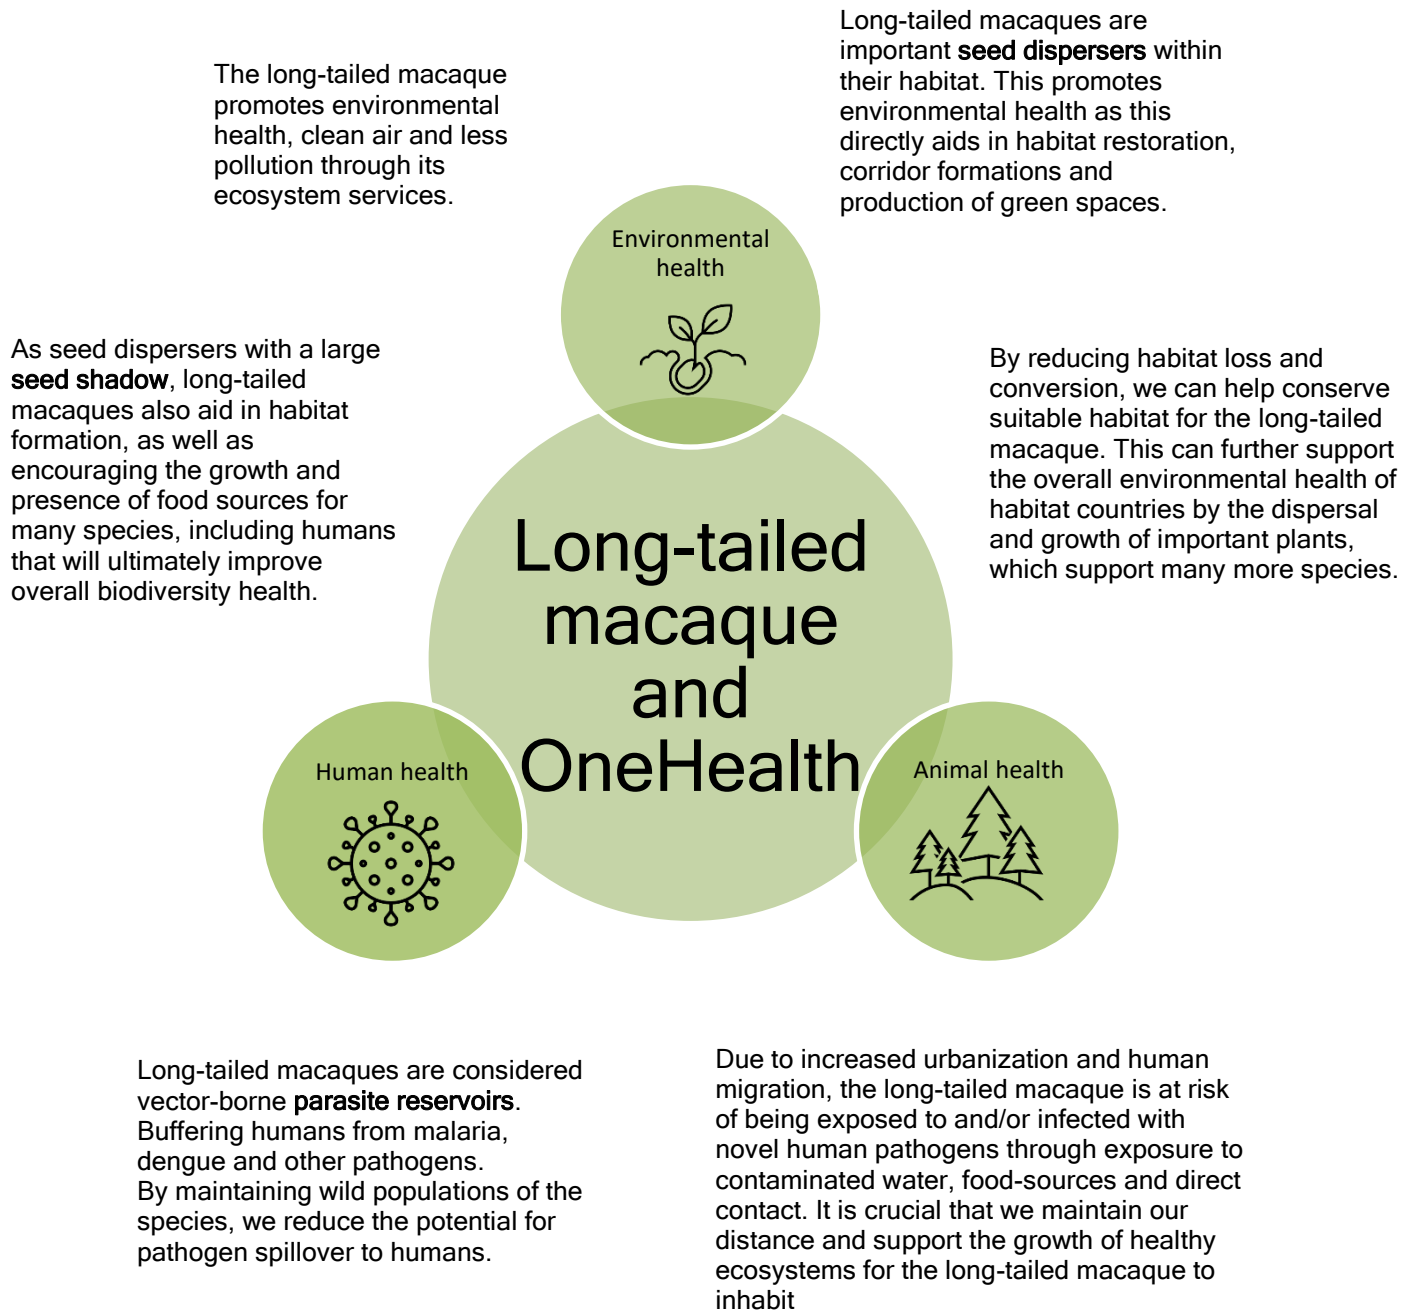 The long-tailed macaque
promotes environmental
health, clean air and less
pollution through its
ecosystem services.
Long-tailed macaques are
important seed dispersers within
their habitat. This promotes
environmental health as this
directly aids in habitat restoration,
corridor formations and
production of green spaces.
Environmental
health
As seed dispersers with a large
seed shadow, long-tailed
macaques also aid in habitat
formation, as well as
encouraging the growth and
presence of food sources for
many species, including humans
that will ultimately improve
overall biodiversity health.
By reducing habitat loss and
conversion, we can help conserve
suitable habitat for the long-tailed
macaque. This can further support
the overall environmental health of
habitat countries by the dispersal
and growth of important plants,
which support many more species.
Long-tailed
macaque
and
OneHealth
Human health
Animal health
Long-tailed macaques are considered
vector-borne parasite reservoirs.
Buffering humans from malaria,
dengue and other pathogens.
By maintaining wild populations of the
species, we reduce the potential for
pathogen spillover to humans.
Due to increased urbanization and human
migration, the long-tailed macaque is at risk
of being exposed to and/or infected with
novel human pathogens through exposure to
contaminated water, food-sources and direct
contact. It is crucial that we maintain our
distance and support the growth of healthy
ecosystems for the long-tailed macaque to
inhabit